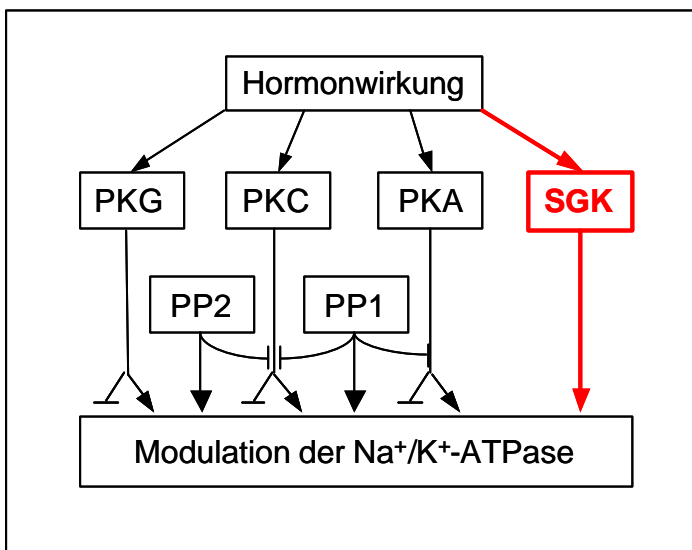 Hormonwirkung
PKG PKC PKA SGK
PP2 PP1
Modulation der Na⁺/K⁺-ATPase